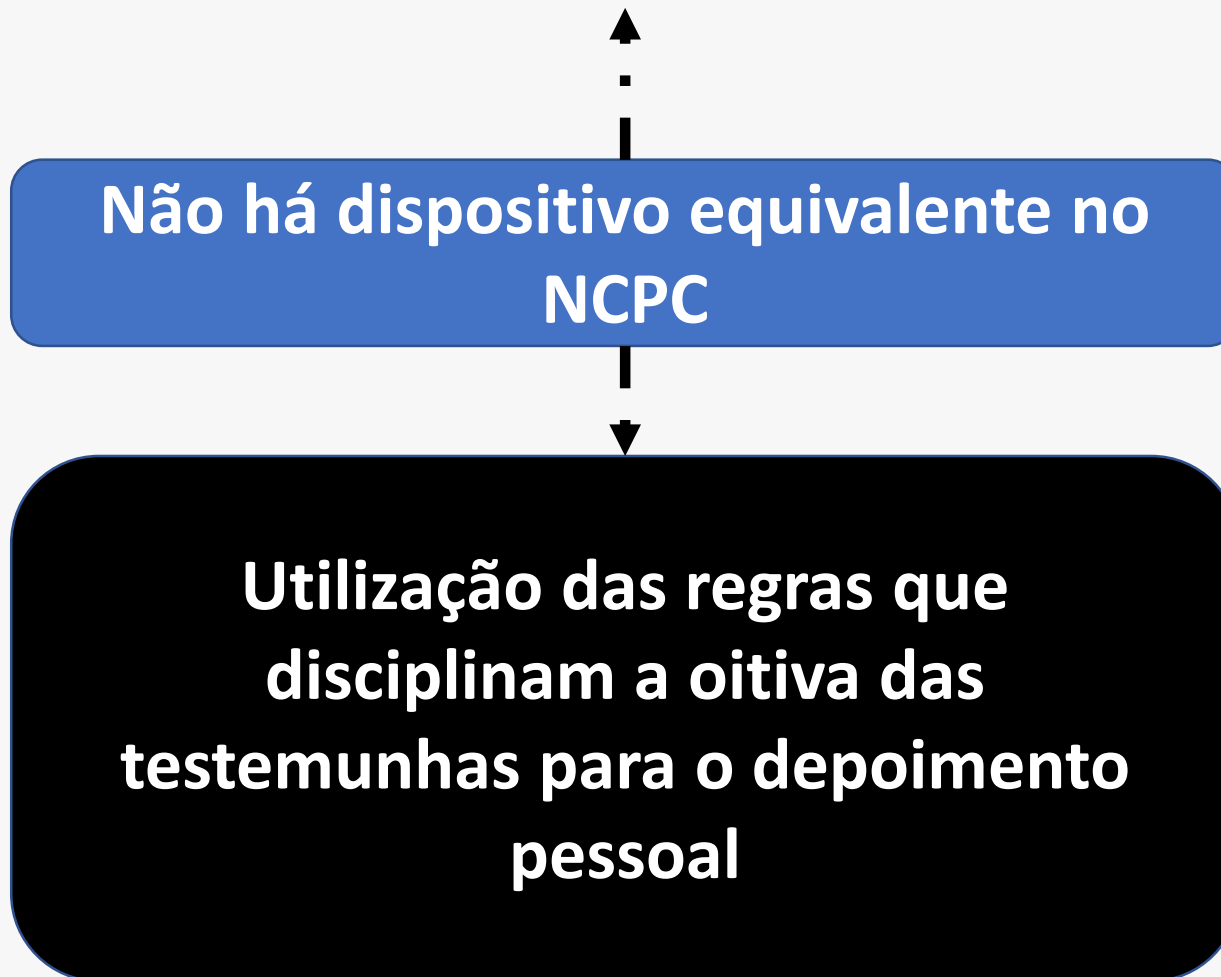 Não há dispositivo equivalente no
NCPC
Utilização das regras que
disciplinam a oitiva das
testemunhas para o depoimento
pessoal